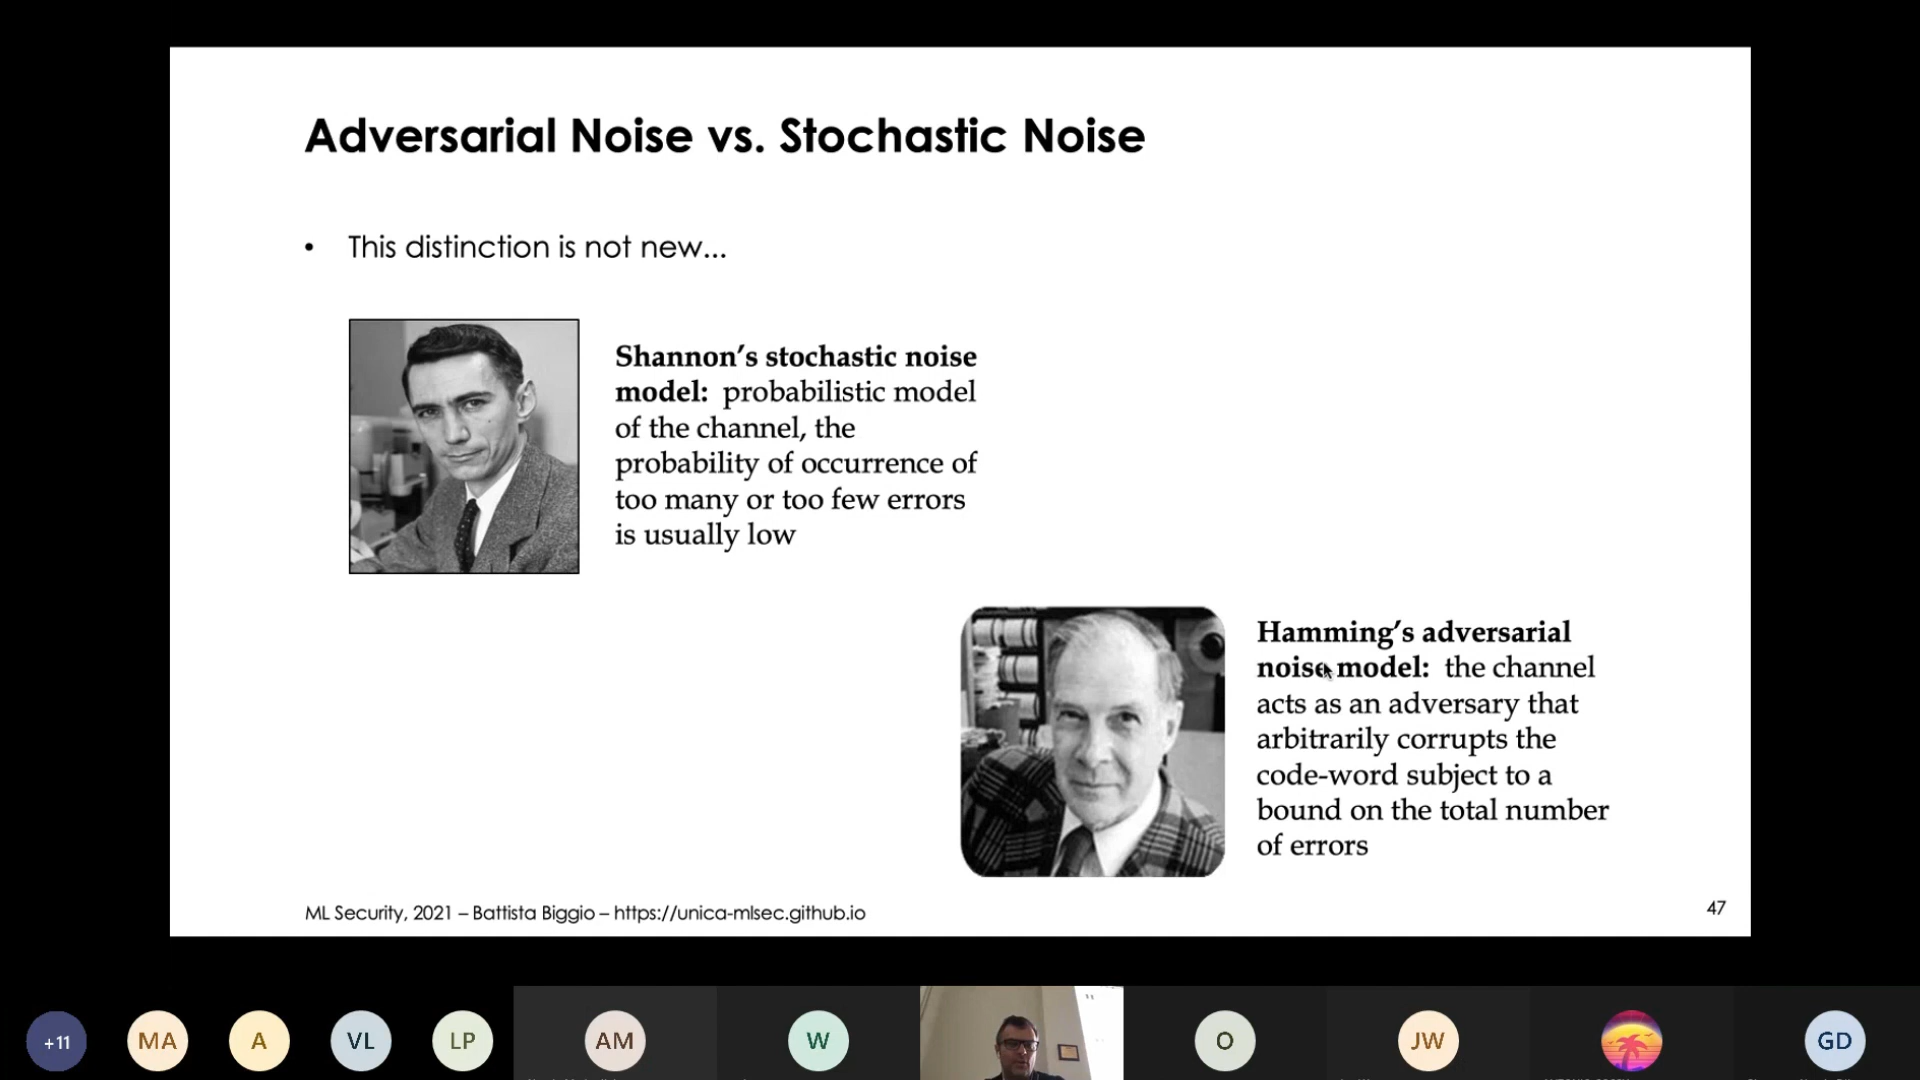 Adversarial Noise vs. Stochastic Noise
• This distinction is not new...
Shannon’s stochastic noise
model: probabilistic model
of the channel, the
probability of occurrence of
too many or too few errors
is usually low
Hamming’s adversarial
noise model: the channel
acts as an adversary that
arbitrarily corrupts the
code-word subject to a
bound on the total number
of errors
ML Security, 2021 – Battista Biggio – https://unica-mlsec.github.io
47
+11
MA
A
VL
LP
AM
W
O
JW
GD